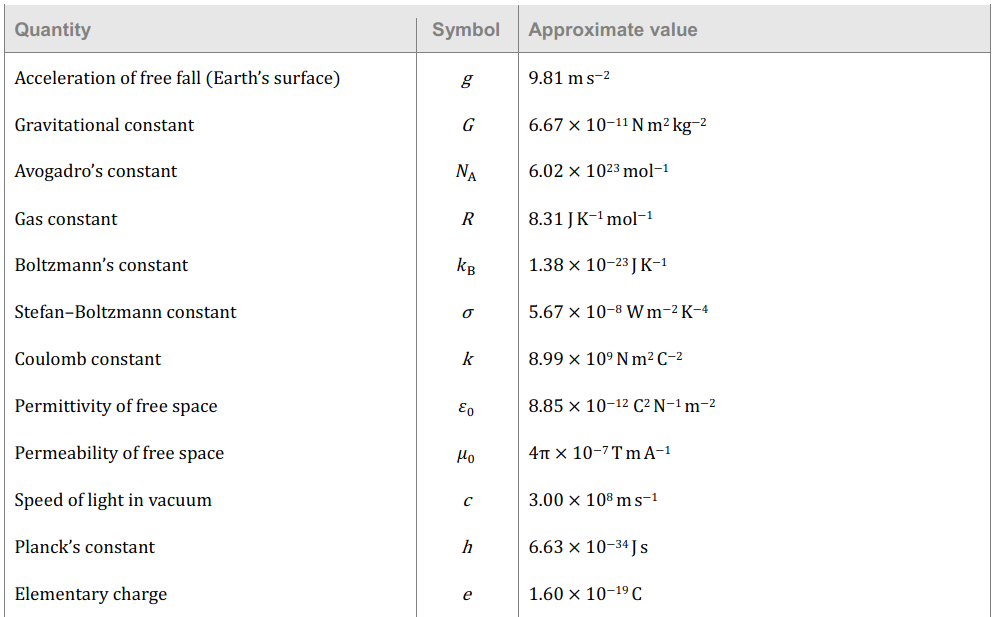 Quantity Symbol Approximate value
Acceleration of free fall (Earth’s surface) g 9.81 m s⁻²
Gravitational constant G 6.67 × 10⁻¹¹ N m² kg⁻²
Avogadro’s constant N_A 6.02 × 10²³ mol⁻¹
Gas constant R 8.31 J K⁻¹ mol⁻¹
Boltzmann’s constant k_B 1.38 × 10⁻²³ J K⁻¹
Stefan–Boltzmann constant σ 5.67 × 10⁻⁸ W m⁻² K⁻⁴
Coulomb constant k 8.99 × 10⁹ N m² C⁻²
Permittivity of free space ε₀ 8.85 × 10⁻¹² C² N⁻¹ m⁻²
Permeability of free space μ₀ 4π × 10⁻⁷ T m A⁻¹
Speed of light in vacuum c 3.00 × 10⁸ m s⁻¹
Planck’s constant h 6.63 × 10⁻³⁴ J s
Elementary charge e 1.60 × 10⁻¹⁹ C